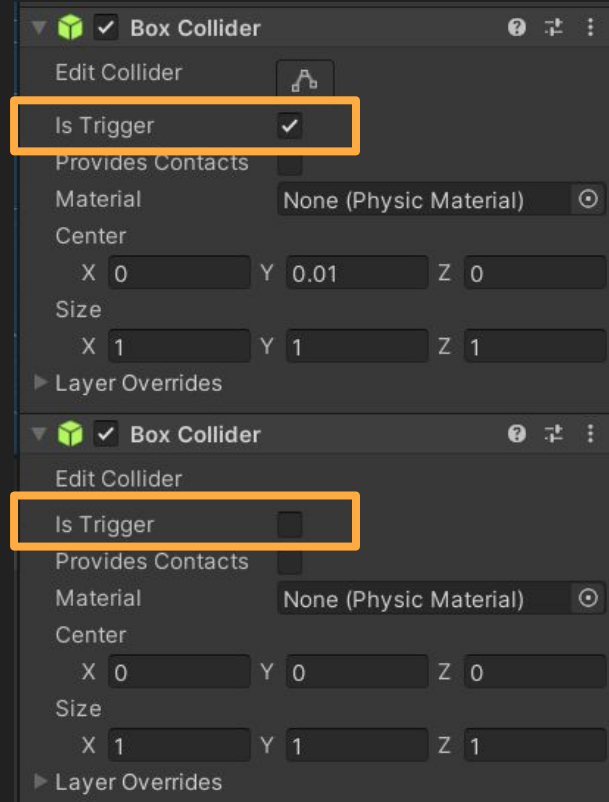 Box Collider
Edit Collider
Is Trigger
Provides Contacts
Material None (Physic Material)
Center
X 0 Y 0.01 Z 0
Size
X 1 Y 1 Z 1
Layer Overrides
Box Collider
Edit Collider
Is Trigger
Provides Contacts
Material None (Physic Material)
Center
X 0 Y 0 Z 0
Size
X 1 Y 1 Z 1
Layer Overrides